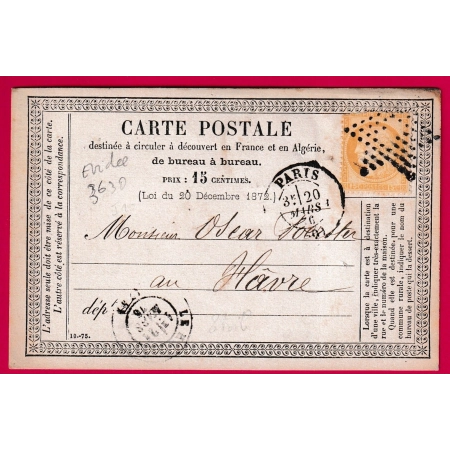 CARTE POSTALE
destinée à circuler à découvert en France et en Algérie,
de bureau à bureau.
PRIX : 15 CENTIMES.
(Loi du 20 Décembre 1872.)
L'adresse seule doit être mise de ce côté de la carte.
L'autre côté est réservé à la correspondance.
3630
PARIS
20
MARS
Monsieur Oscar
au Hâvre
dép
LE H
12.-75.
Lorsque la carte est à destination
d'une ville, indiquer très-exactement la
rue et le numéro de la maison.
Quand elle est destinée à une
commune rurale, indiquer le nom du
bureau de poste qui la dessert.